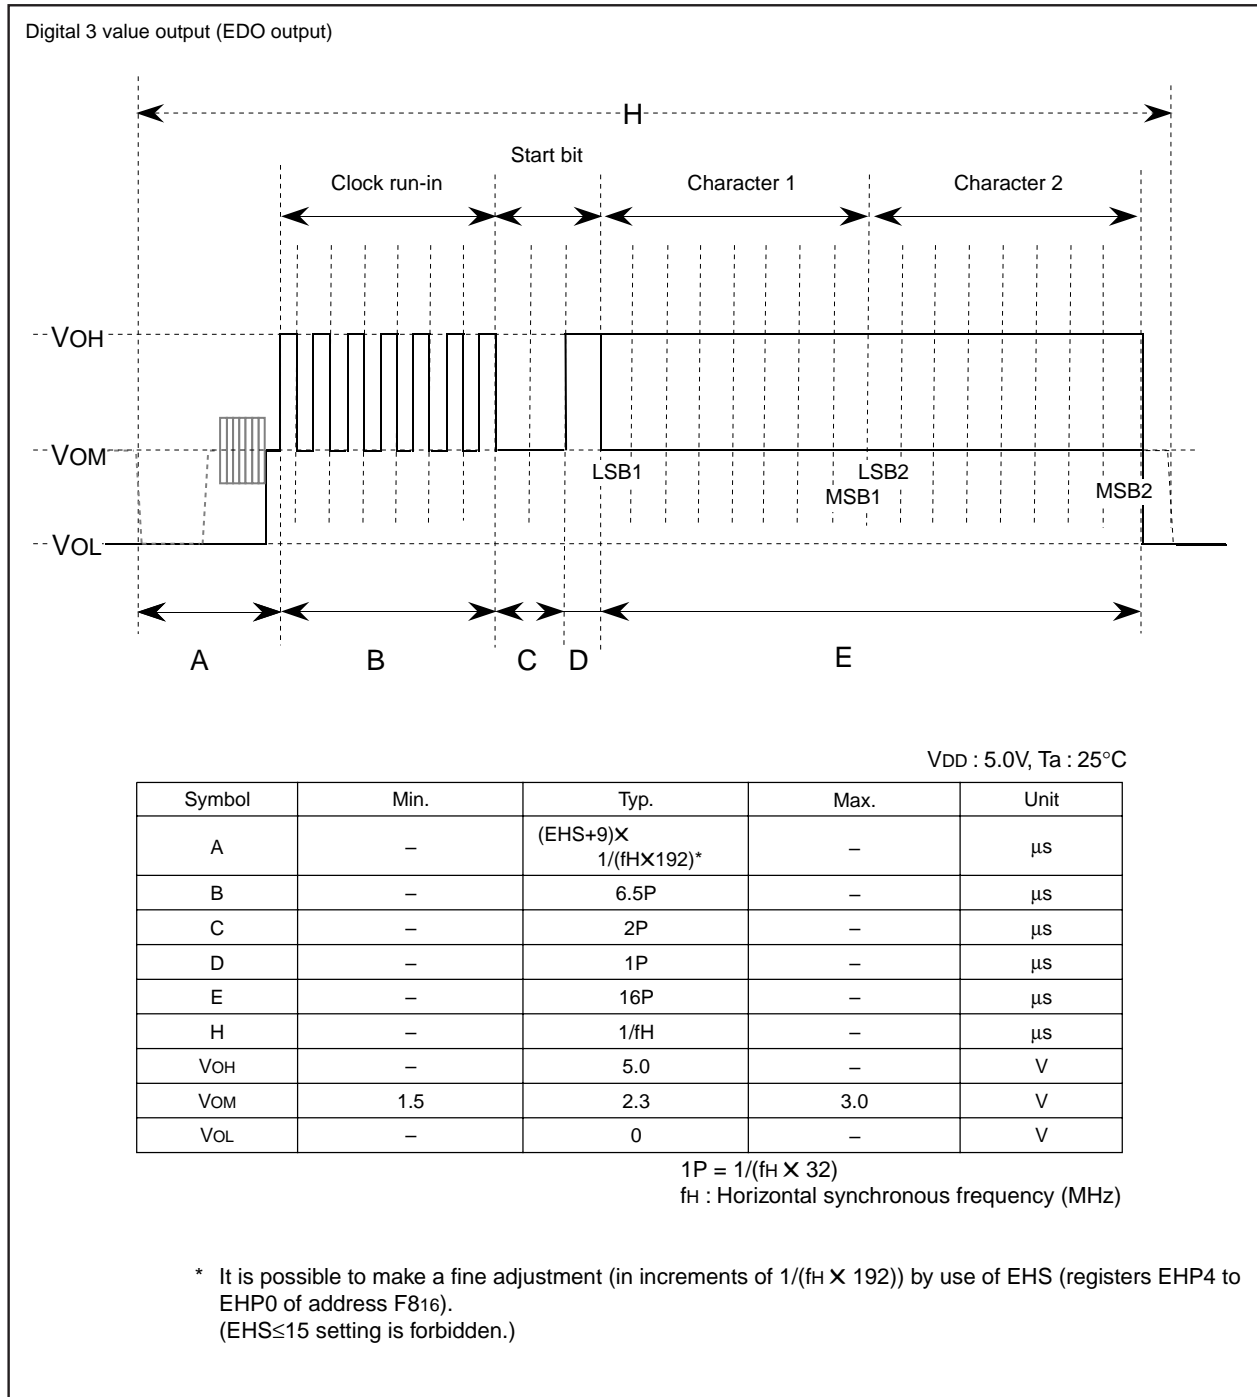 Digital 3 value output (EDO output)
H
Start bit
Clock run-in
Character 1
Character 2
VOH
VOM
LSB1
LSB2
MSB1
MSB2
VOL
A
B
C
D
E
VDD : 5.0V, Ta : 25°C
Symbol Min. Typ. Max. Unit
A – (EHS+9)✕ 1/(fH✕192)* – μs
B – 6.5P – μs
C – 2P – μs
D – 1P – μs
E – 16P – μs
H – 1/fH – μs
VOH – 5.0 – V
VOM 1.5 2.3 3.0 V
VOL – 0 – V
1P = 1/(fH ✕ 32)
fH : Horizontal synchronous frequency (MHz)
* It is possible to make a fine adjustment (in increments of 1/(fH ✕ 192)) by use of EHS (registers EHP4 to
EHP0 of address F816).
(EHS≤15 setting is forbidden.)